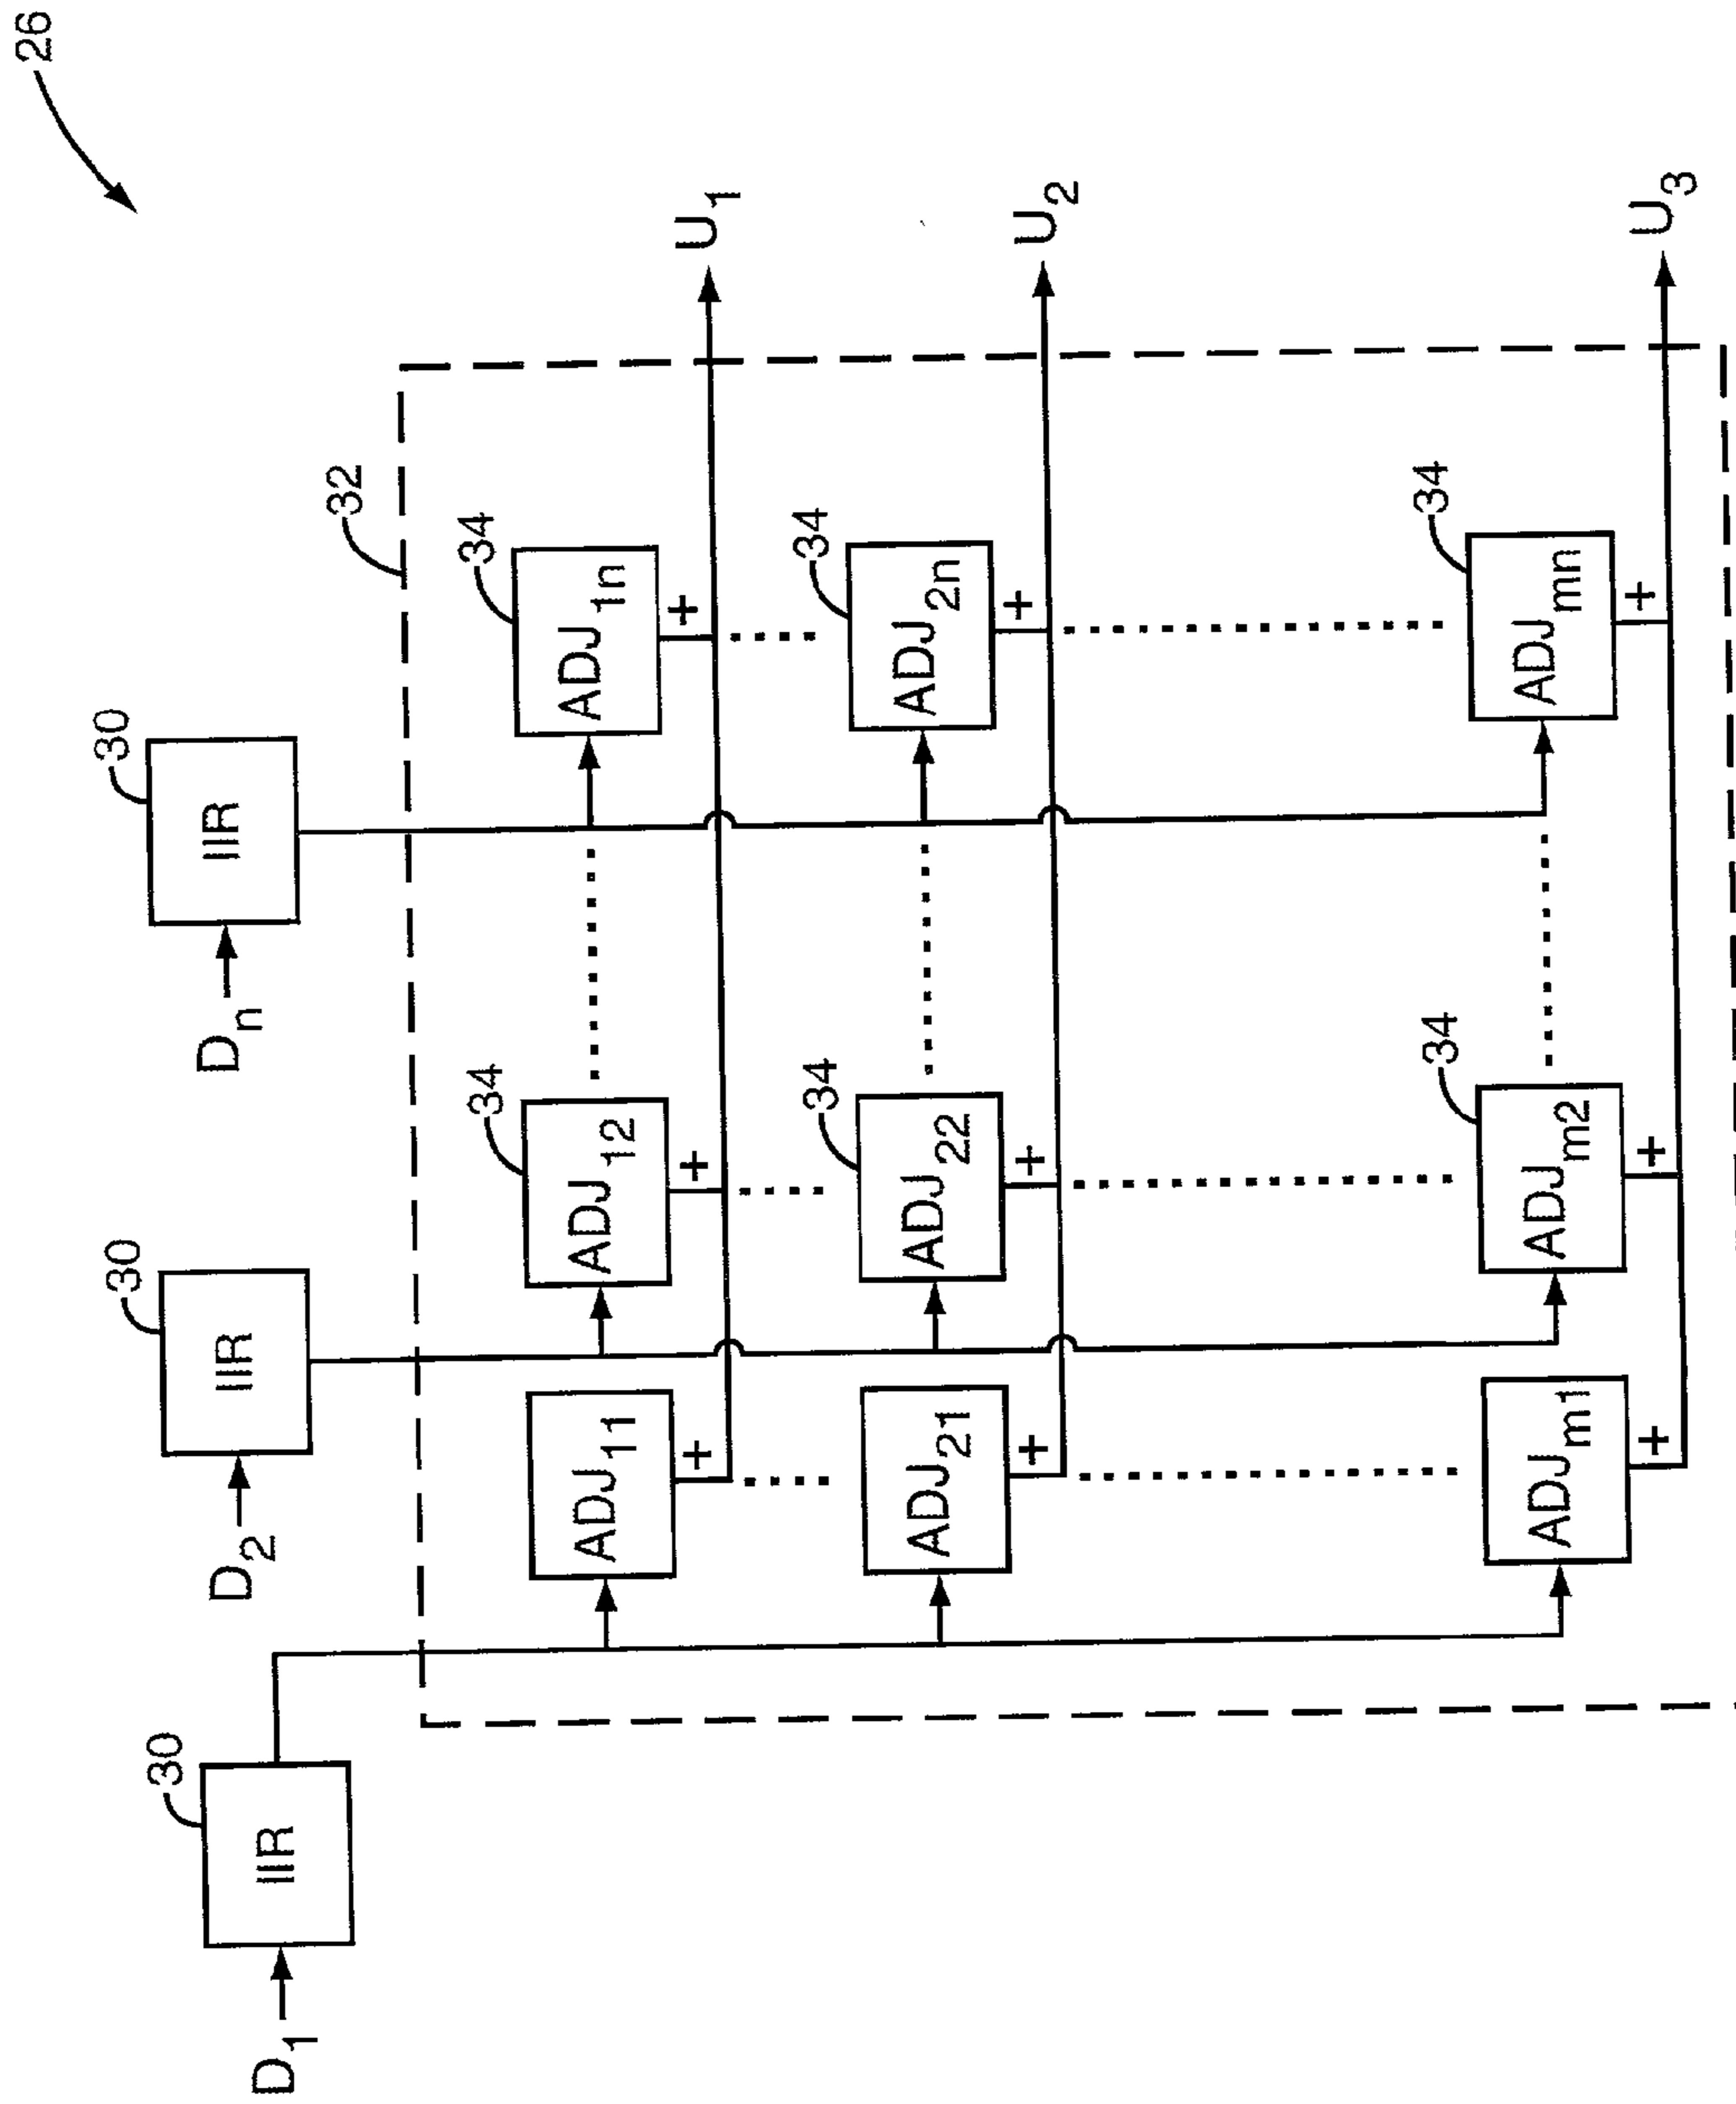 26
30
IIR
D1
30
IIR
D2
30
IIR
Dn
32
34
ADJ11
+
ADJ12
+
34
ADJ1n
+
U1
ADJ21
+
34
ADJ22
+
34
ADJ2n
+
U2
ADJm1
+
34
ADJm2
+
34
ADJmn
+
U3